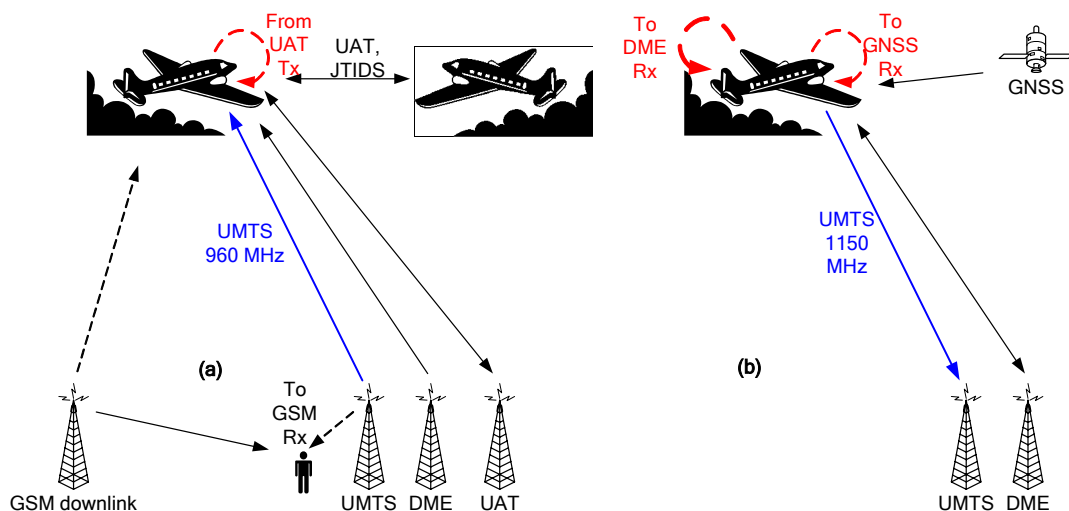 From
UAT
Tx
UAT,
JTIDS
UMTS
960 MHz
(a)
To
GSM
Rx
GSM downlink
UMTS
DME
UAT
To
DME
Rx
To
GNSS
Rx
GNSS
UMTS
1150
MHz
(b)
UMTS
DME